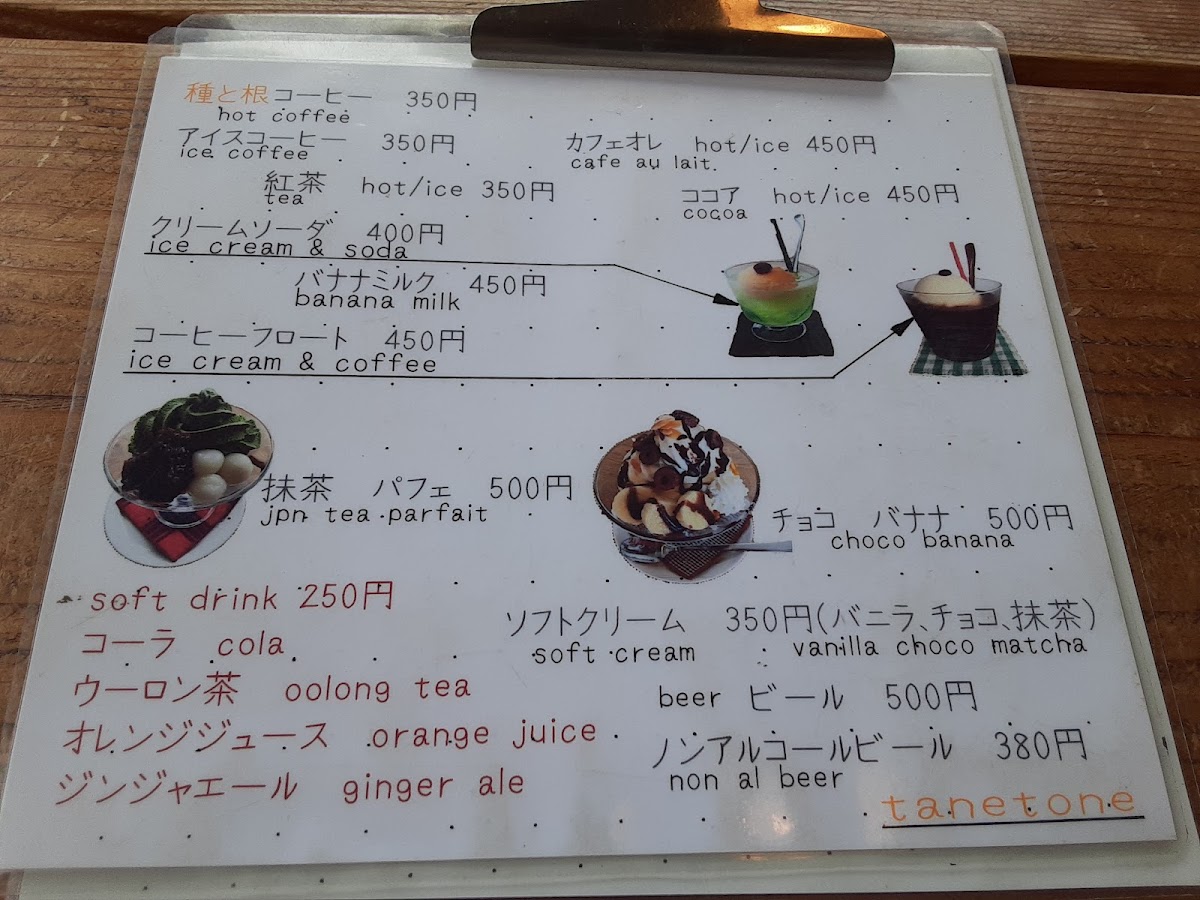 種と根コーヒー 350円
hot coffee
アイスコーヒー 350円
ice coffee
カフェオレ hot/ice 450円
cafe au lait
紅茶 hot/ice 350円
tea
ココア hot/ice 450円
cocoa
クリームソーダ 400円
ice cream & soda
バナナミルク 450円
banana milk
コーヒーフロート 450円
ice cream & coffee
抹茶 パフェ 500円
jpn tea parfait
チョコ バナナ 500円
choco banana
soft drink 250円
コーラ cola
ウーロン茶 oolong tea
オレンジジュース orange juice
ジンジャエール ginger ale
ソフトクリーム 350円(バニラ、チョコ、抹茶)
soft cream vanilla choco matcha
beer ビール 500円
ノンアルコールビール 380円
non al beer
tanetone